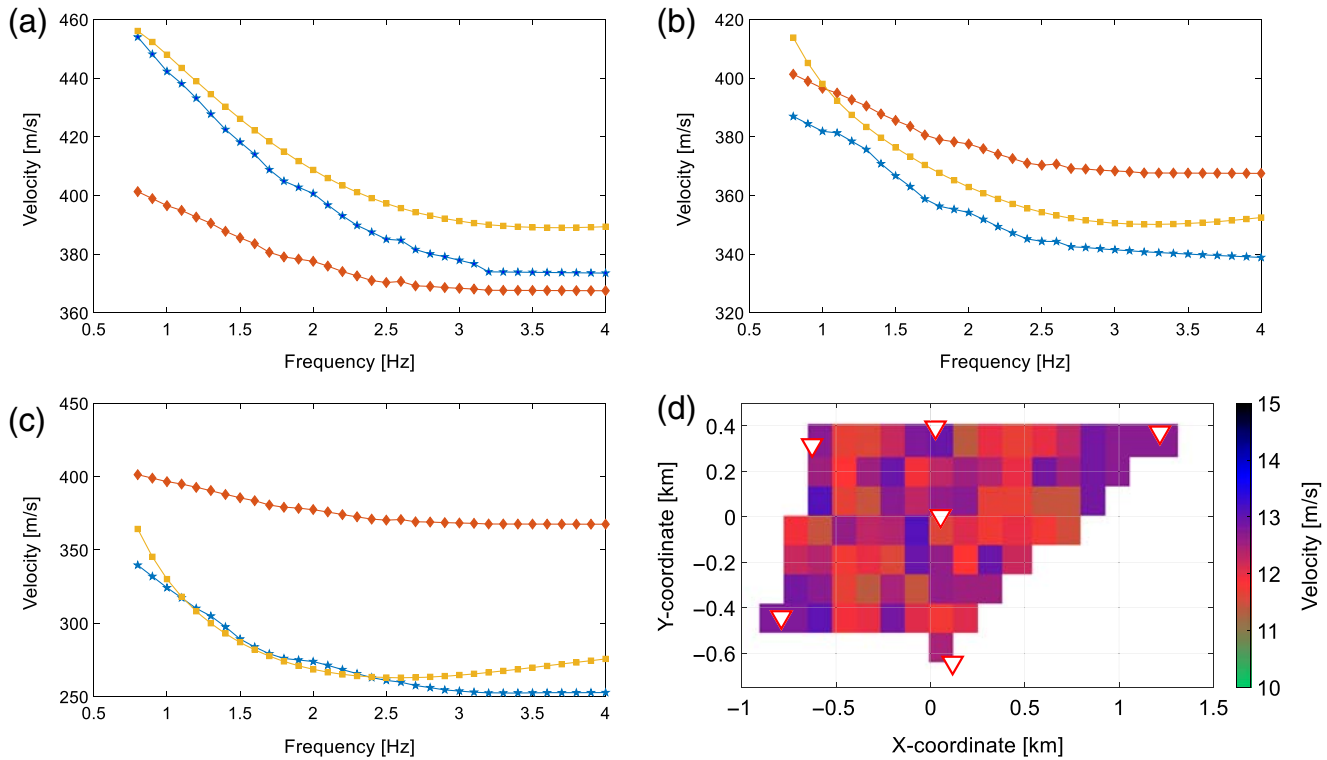 (a)
460
440
420
400
380
360
Velocity [m/s]
0.5 1 1.5 2 2.5 3 3.5 4
Frequency [Hz]
(b)
420
400
380
360
340
320
Velocity [m/s]
0.5 1 1.5 2 2.5 3 3.5 4
Frequency [Hz]
(c)
450
400
350
300
250
Velocity [m/s]
0.5 1 1.5 2 2.5 3 3.5 4
Frequency [Hz]
(d)
0.4
0.2
0
−0.2
−0.4
−0.6
Y-coordinate [km]
−1 −0.5 0 0.5 1 1.5
X-coordinate [km]
15
14
13
12
11
10
Velocity [m/s]